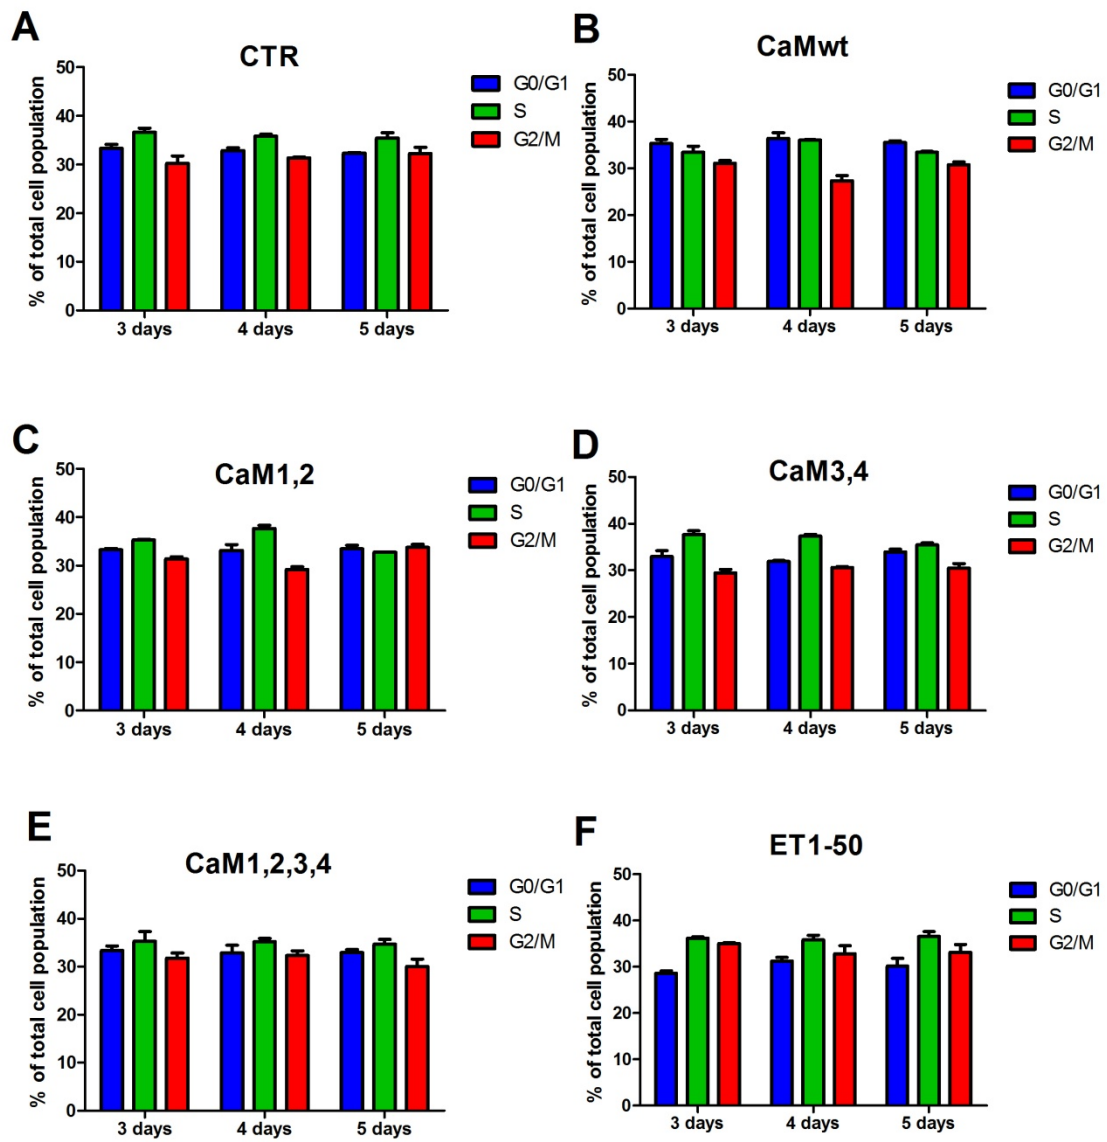 A
CTR
% of total cell population
50
40
30
20
10
0
3 days
4 days
5 days
G0/G1
S
G2/M
B
CaMwt
% of total cell population
50
40
30
20
10
0
3 days
4 days
5 days
G0/G1
S
G2/M
C
CaM1,2
% of total cell population
50
40
30
20
10
0
3 days
4 days
5 days
G0/G1
S
G2/M
D
CaM3,4
% of total cell population
50
40
30
20
10
0
3 days
4 days
5 days
G0/G1
S
G2/M
E
CaM1,2,3,4
% of total cell population
50
40
30
20
10
0
3 days
4 days
5 days
G0/G1
S
G2/M
F
ET1-50
% of total cell population
50
40
30
20
10
0
3 days
4 days
5 days
G0/G1
S
G2/M